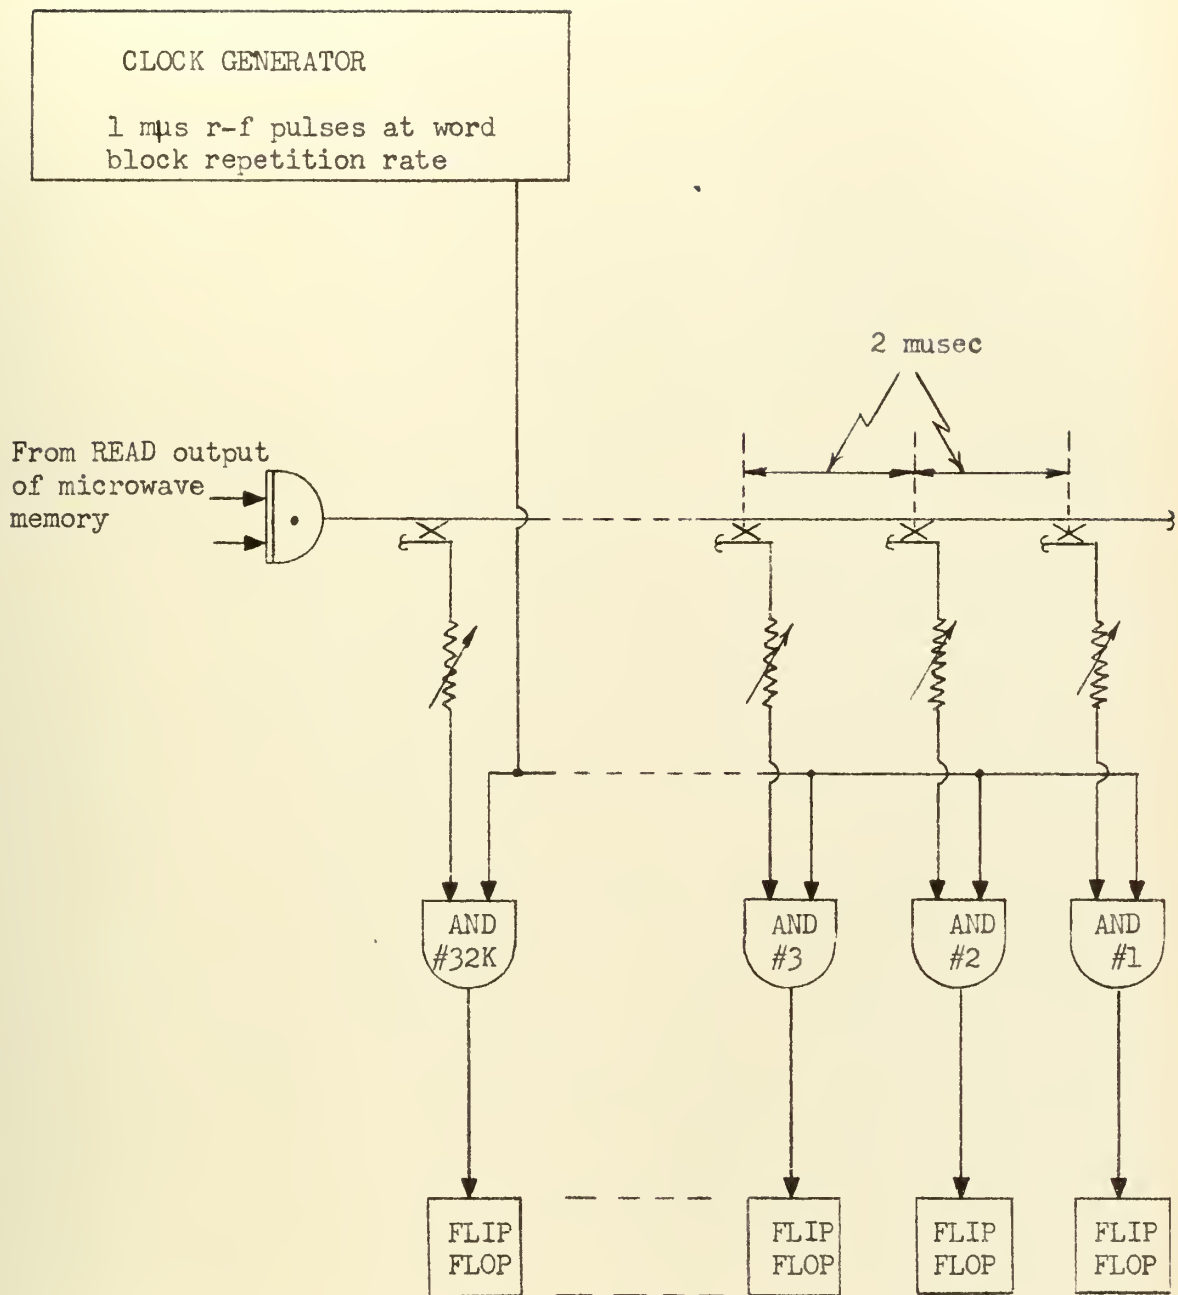 CLOCK GENERATOR
1 mμs r-f pulses at word
block repetition rate
2 musec
From READ output
of microwave
memory
AND
#32K
AND
#3
AND
#2
AND
#1
FLIP
FLOP
FLIP
FLOP
FLIP
FLOP
FLIP
FLOP